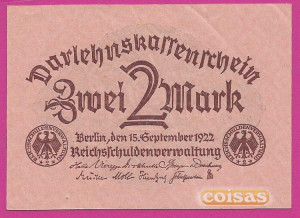 Darlehnskassenschein
Zwei 2 Mark
Berlin, den 15. September 1922
Reichsschuldenverwaltung
coisas